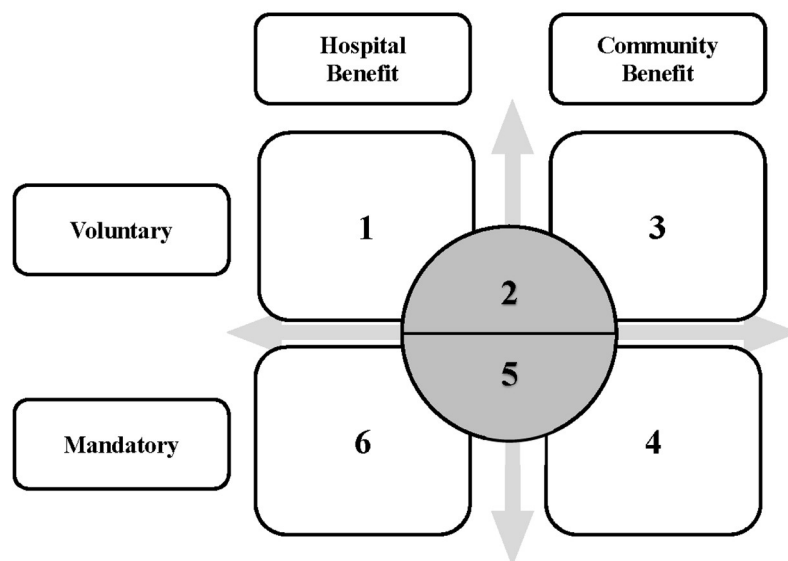 Hospital
Benefit
Community
Benefit
Voluntary
1
3
2
5
Mandatory
6
4